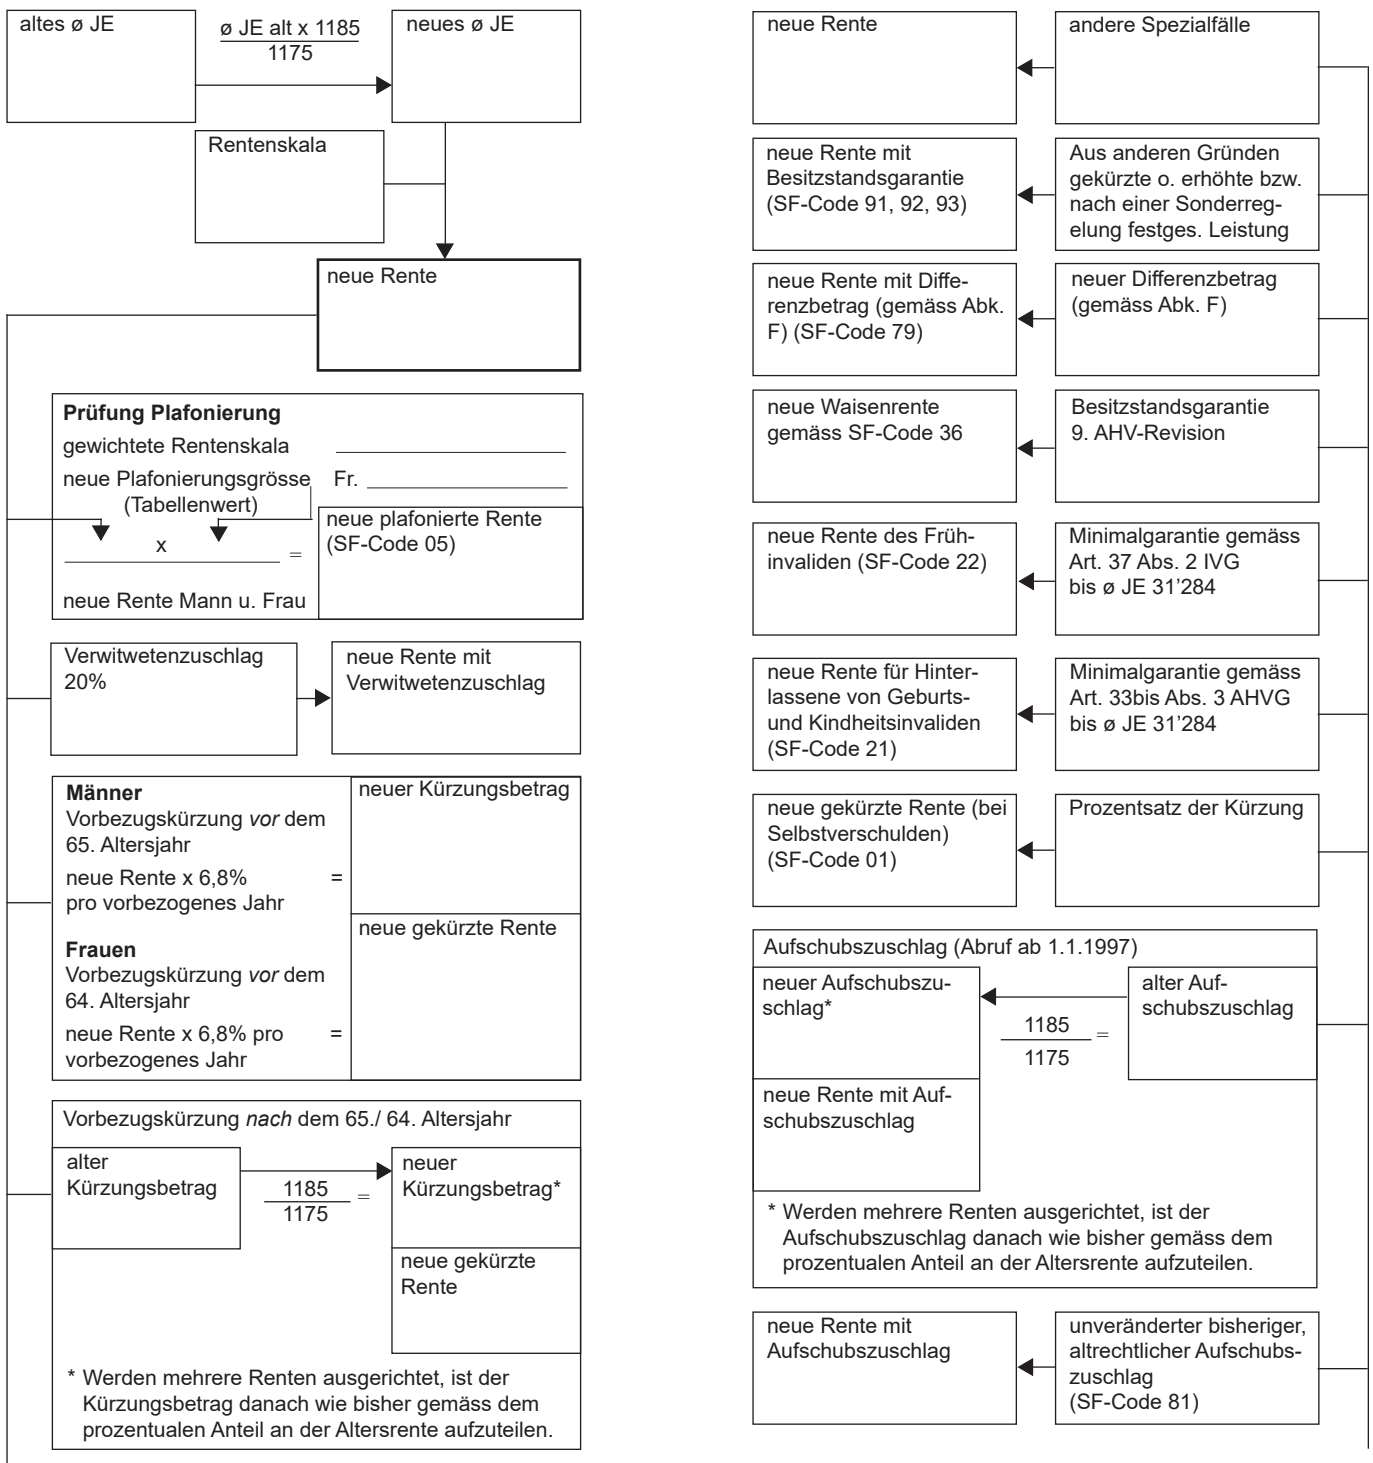 altes ø JE
ø JE alt x 1185
1175
neues ø JE
Rentenskala
neue Rente
Prüfung Plafonierung
gewichtete Rentenskala
neue Plafonierungsgrösse Fr.
(Tabellenwert)
x
=
neue plafonierte Rente
(SF-Code 05)
neue Rente Mann u. Frau
Verwitwetenzuschlag
20%
neue Rente mit
Verwitwetenzuschlag
Männer
Vorbezugskürzung vor dem
65. Altersjahr
neue Rente x 6,8% =
pro vorbezogenes Jahr
neuer Kürzungsbetrag
Frauen
Vorbezugskürzung vor dem
64. Altersjahr
neue Rente x 6,8% pro =
vorbezogenes Jahr
neue gekürzte Rente
Vorbezugskürzung nach dem 65./ 64. Altersjahr
alter
Kürzungsbetrag
1185
1175
=
neuer
Kürzungsbetrag*
neue gekürzte
Rente
* Werden mehrere Renten ausgerichtet, ist der
Kürzungsbetrag danach wie bisher gemäss dem
prozentualen Anteil an der Altersrente aufzuteilen.
neue Rente
andere Spezialfälle
neue Rente mit
Besitzstandsgarantie
(SF-Code 91, 92, 93)
Aus anderen Gründen
gekürzte o. erhöhte bzw.
nach einer Sonderreg-
elung festges. Leistung
neue Rente mit Diffe-
renzbetrag (gemäss Abk.
F) (SF-Code 79)
neuer Differenzbetrag
(gemäss Abk. F)
neue Waisenrente
gemäss SF-Code 36
Besitzstandsgarantie
9. AHV-Revision
neue Rente des Früh-
invaliden (SF-Code 22)
Minimalgarantie gemäss
Art. 37 Abs. 2 IVG
bis ø JE 31’284
neue Rente für Hinter-
lassene von Geburts-
und Kindheitsinvaliden
(SF-Code 21)
Minimalgarantie gemäss
Art. 33bis Abs. 3 AHVG
bis ø JE 31’284
neue gekürzte Rente (bei
Selbstverschulden)
(SF-Code 01)
Prozentsatz der Kürzung
Aufschubszuschlag (Abruf ab 1.1.1997)
neuer Aufschubszu-
schlag*
1185
1175
=
alter Auf-
schubszuschlag
neue Rente mit Auf-
schubszuschlag
* Werden mehrere Renten ausgerichtet, ist der
Aufschubszuschlag danach wie bisher gemäss dem
prozentualen Anteil an der Altersrente aufzuteilen.
neue Rente mit
Aufschubszuschlag
unveränderter bisheriger,
altrechtlicher Aufschubs-
zuschlag
(SF-Code 81)